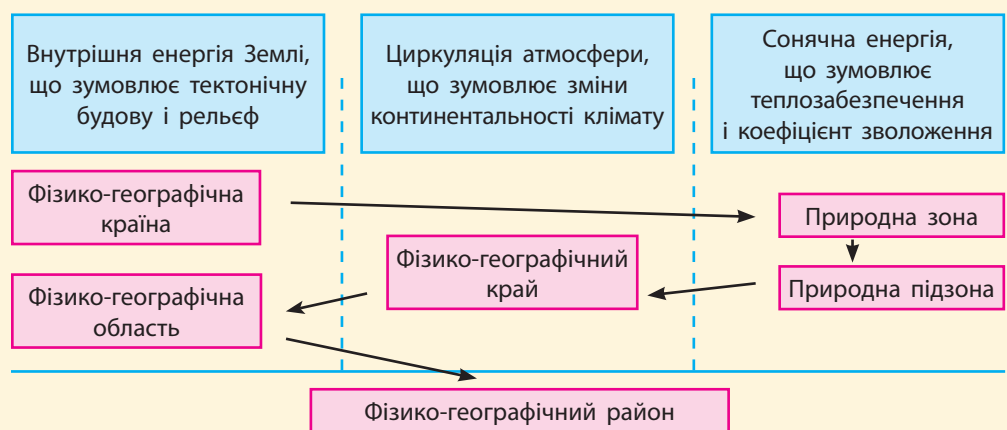 Внутрішня енергія Землі,
що зумовлює тектонічну
будову і рельєф
Циркуляція атмосфери,
що зумовлює зміни
континентальності клімату
Сонячна енергія,
що зумовлює
теплозабезпечення
і коефіцієнт зволоження
Фізико-географічна
країна
Природна зона
Фізико-географічний
край
Природна підзона
Фізико-географічна
область
Фізико-географічний район